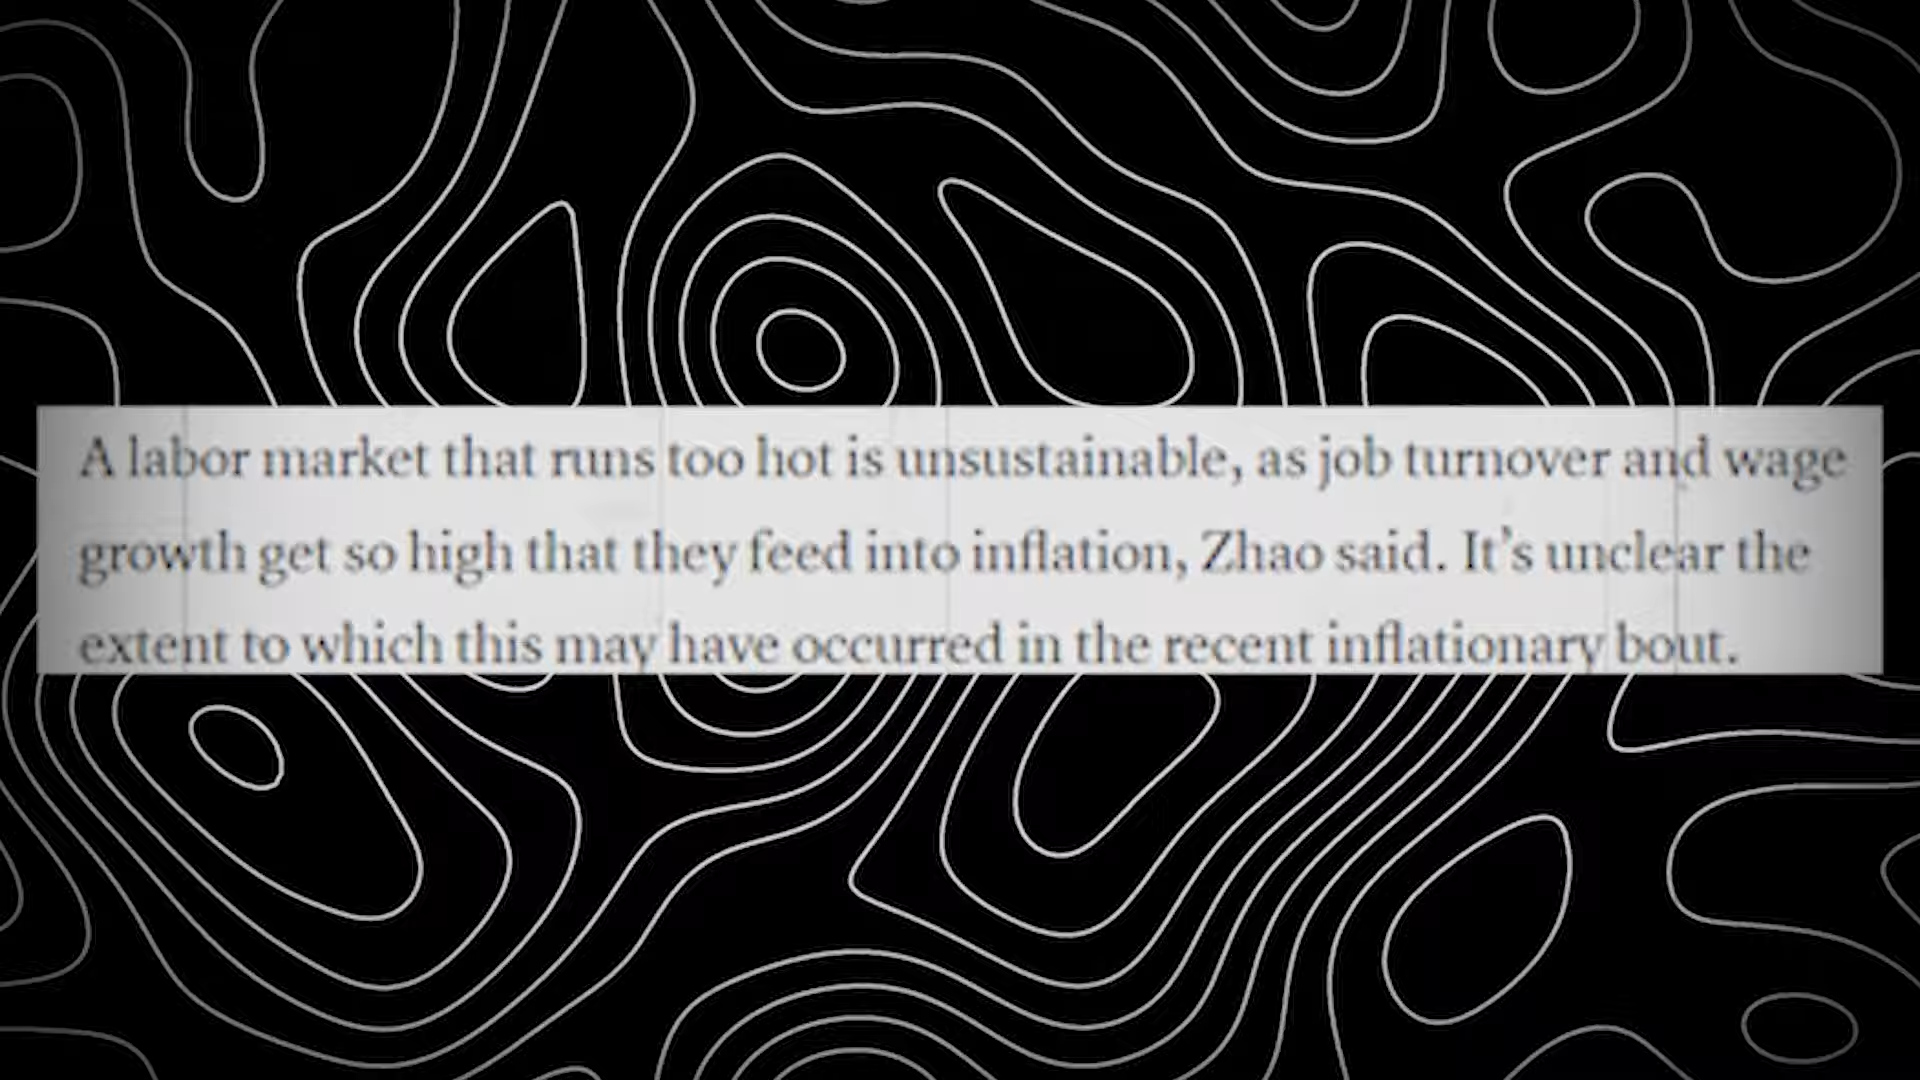 A labor market that runs too hot is unsustainable, as job turnover and wage
growth get so high that they feed into inflation, Zhao said. It's unclear the
extent to which this may have occurred in the recent inflationary bout.